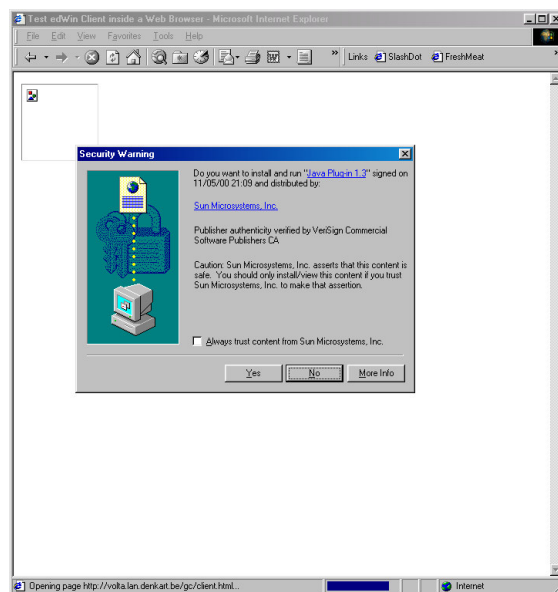 Test edWin Client inside a Web Browser - Microsoft Internet Explorer
File Edit View Favorites Tools Help
» Links SlashDot FreshMeat »
Security Warning
Do you want to install and run "Java Plug-in 1.3" signed on
11/05/00 21:09 and distributed by:
Sun Microsystems, Inc.
Publisher authenticity verified by VeriSign Commercial
Software Publishers CA
Caution: Sun Microsystems, Inc. asserts that this content is
safe. You should only install/view this content if you trust
Sun Microsystems, Inc. to make that assertion.
Always trust content from Sun Microsystems, Inc.
Yes No More Info
Opening page http://volta.lan.denkart.be/gc/client.html... Internet